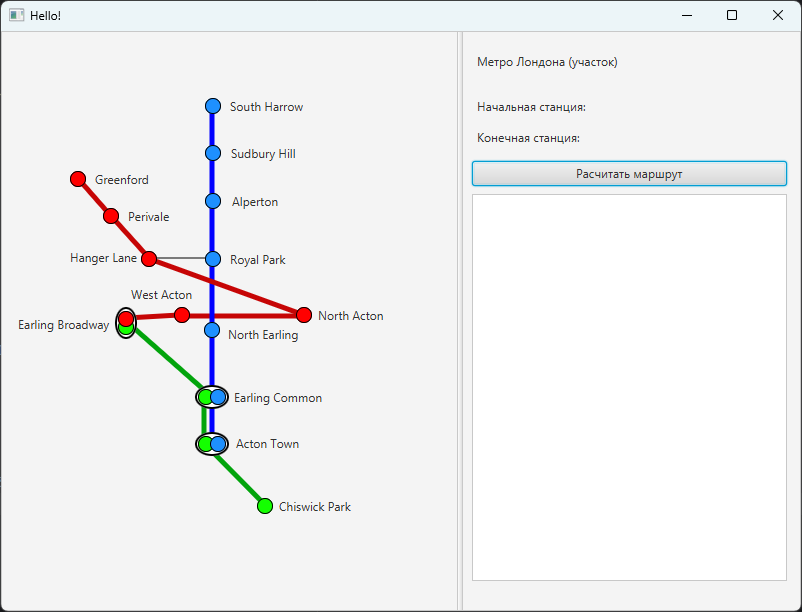 Hello!
South Harrow
Sudbury Hill
Greenford
Alperton
Perivale
Hanger Lane
Royal Park
West Acton
North Acton
Earling Broadway
North Earling
Earling Common
Acton Town
Chiswick Park
Метро Лондона (участок)
Начальная станция:
Конечная станция:
Расчитать маршрут